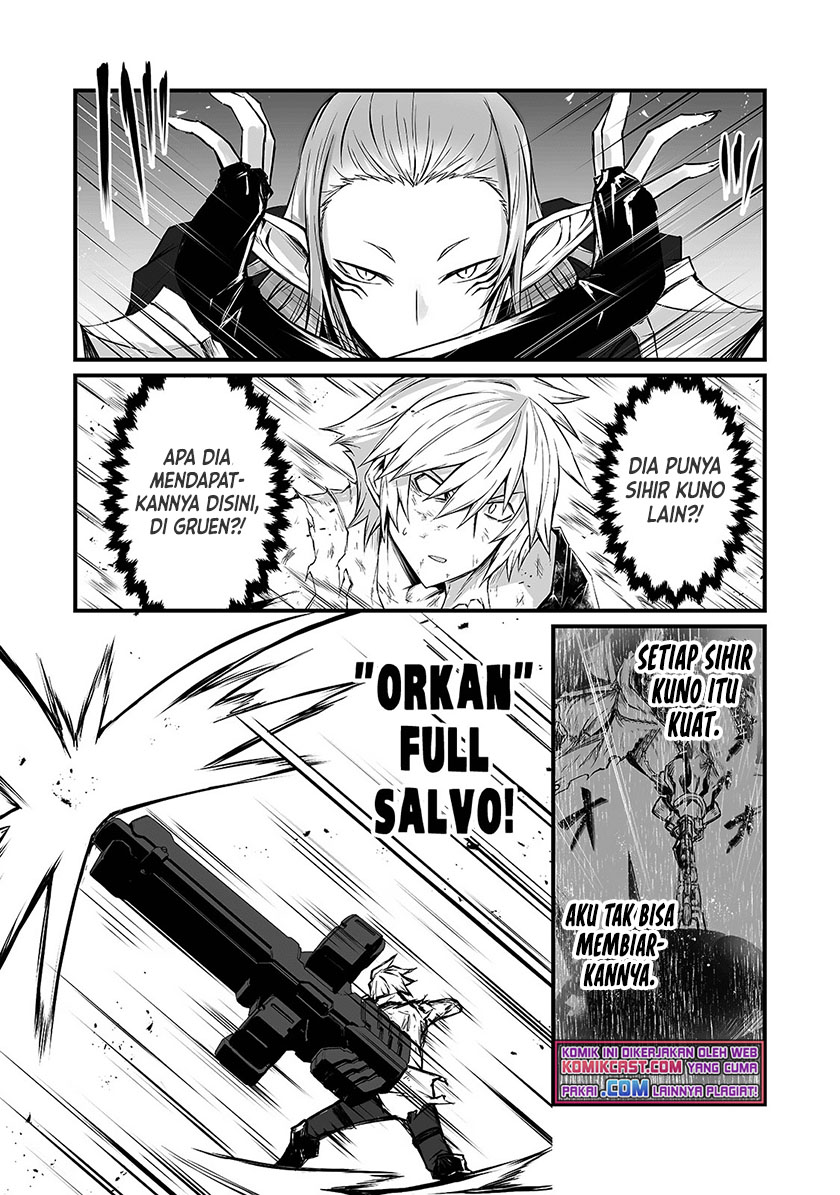 DIA PUNYA
SIHIR KUNO
LAIN?!
APA DIA
MENDAPAT-
KANNYA DISINI,
DI GRUEN?!
SETIAP SIHIR
KUNO ITU
KUAT.
AKU TAK BISA
MEMBIAR-
KANNYA.
"ORKAN"
FULL
SALVO!
KOMIK INI DIKERJAKAN OLEH WEB
KOMIKCAST.COM YANG CUMA
PAKAI .COM LAINNYA PLAGIAT!